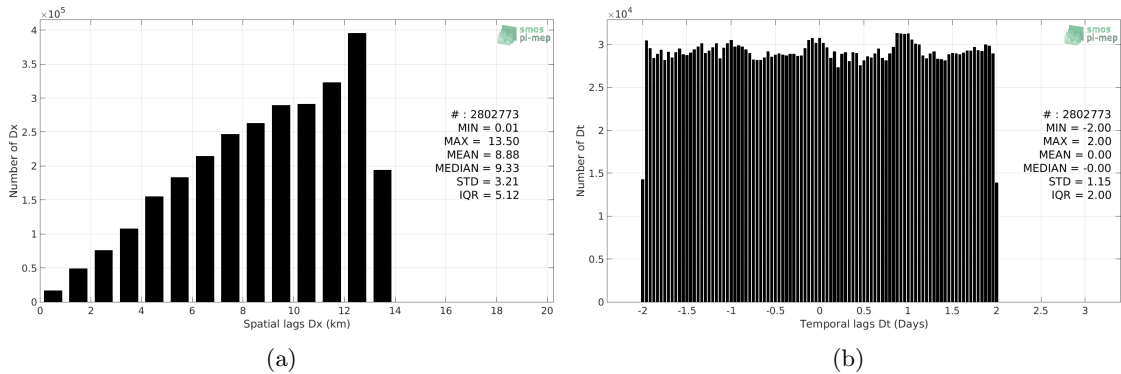 ×10⁵
4
3.5
3
2.5
2
1.5
1
0.5
0
Number of Dx
0 2 4 6 8 10 12 14 16 18 20
Spatial lags Dx (km)
smos
pi-mep
# : 2802773
MIN = 0.01
MAX = 13.50
MEAN = 8.88
MEDIAN = 9.33
STD = 3.21
IQR = 5.12
(a)
×10⁴
3
2.5
2
1.5
1
0.5
0
Number of Dt
-2 -1.5 -1 -0.5 0 0.5 1 1.5 2 2.5 3
Temporal lags Dt (Days)
smos
pi-mep
# : 2802773
MIN = -2.00
MAX = 2.00
MEAN = 0.00
MEDIAN = -0.00
STD = 1.15
IQR = 2.00
(b)